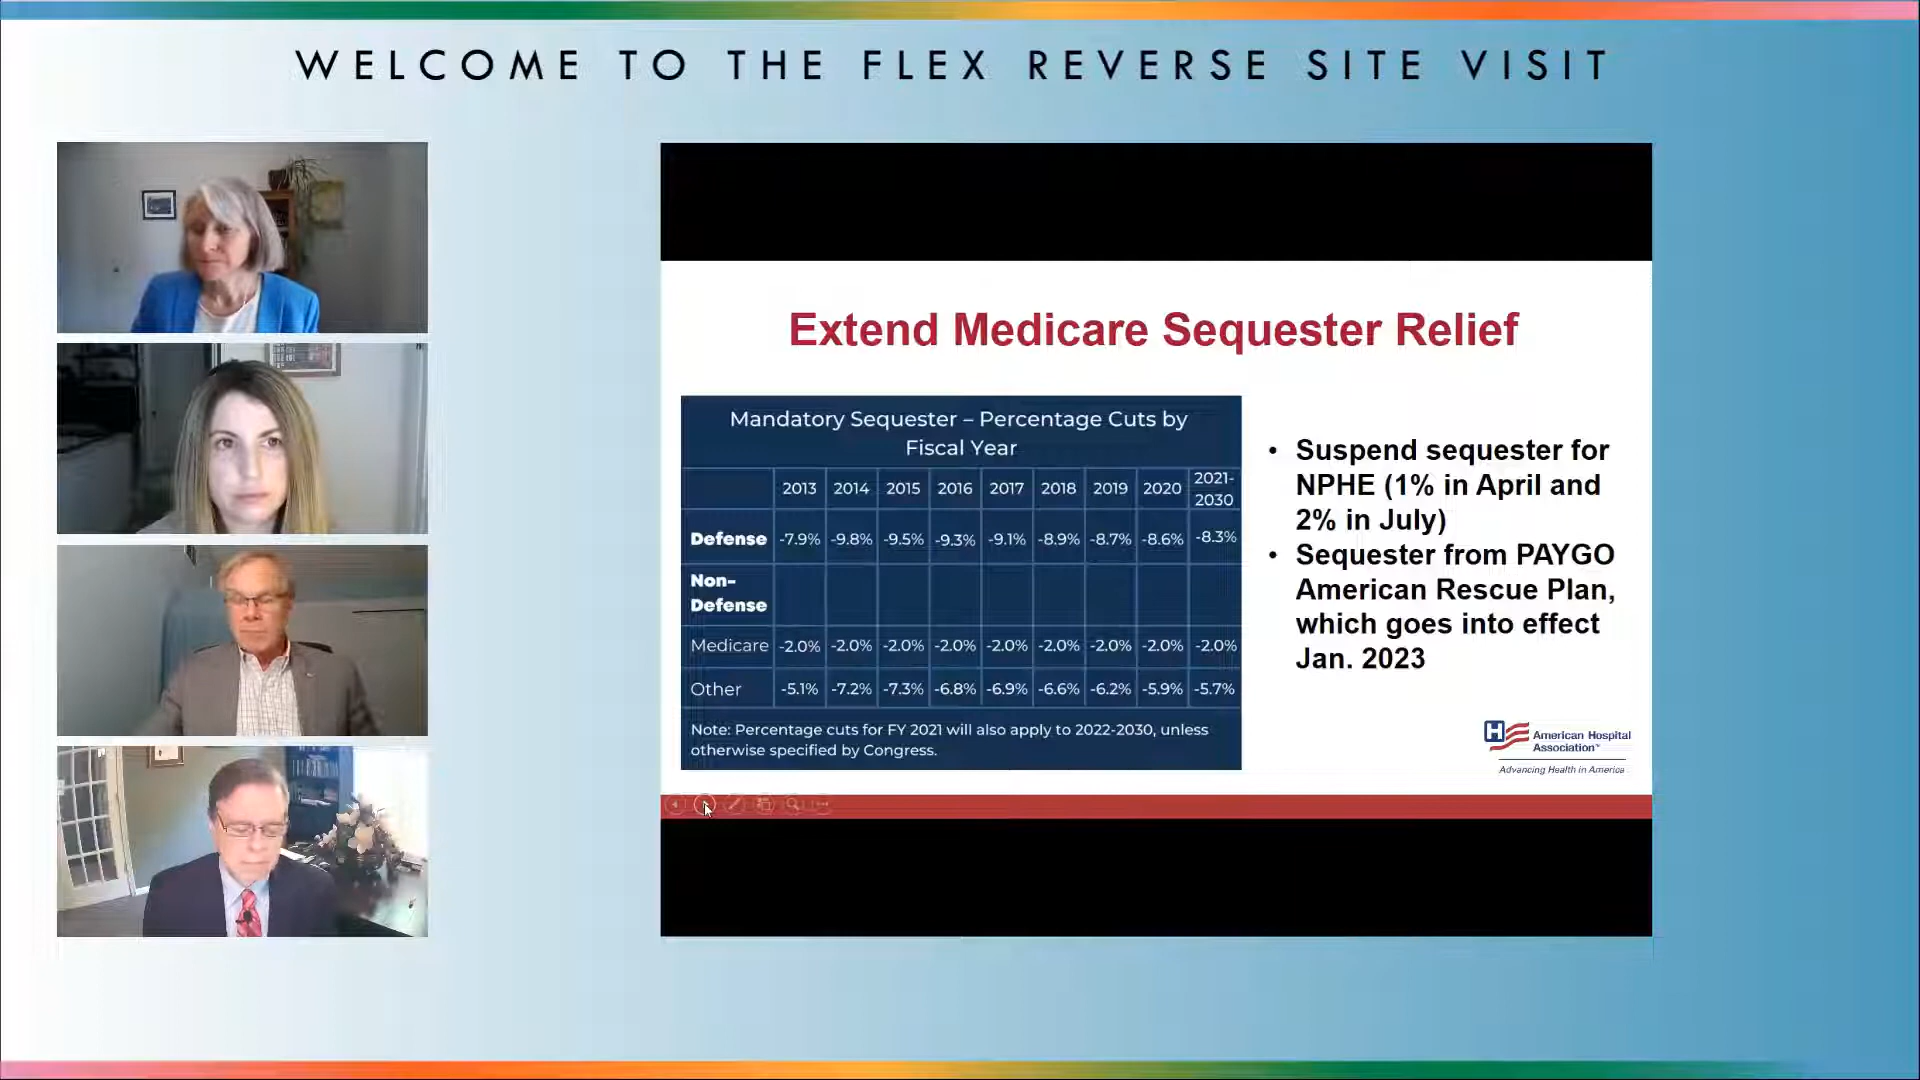 WELCOME TO THE FLEX REVERSE SITE VISIT
Extend Medicare Sequester Relief
Mandatory Sequester – Percentage Cuts by
Fiscal Year
2013 2014 2015 2016 2017 2018 2019 2020 2021-
2030
Defense -7.9% -9.8% -9.5% -9.3% -9.1% -8.9% -8.7% -8.6% -8.3%
Non-
Defense
Medicare -2.0% -2.0% -2.0% -2.0% -2.0% -2.0% -2.0% -2.0% -2.0%
Other -5.1% -7.2% -7.3% -6.8% -6.9% -6.6% -6.2% -5.9% -5.7%
Note: Percentage cuts for FY 2021 will also apply to 2022-2030, unless
otherwise specified by Congress.
• Suspend sequester for
NPHE (1% in April and
2% in July)
• Sequester from PAYGO
American Rescue Plan,
which goes into effect
Jan. 2023
H American Hospital
Association™
Advancing Health in America